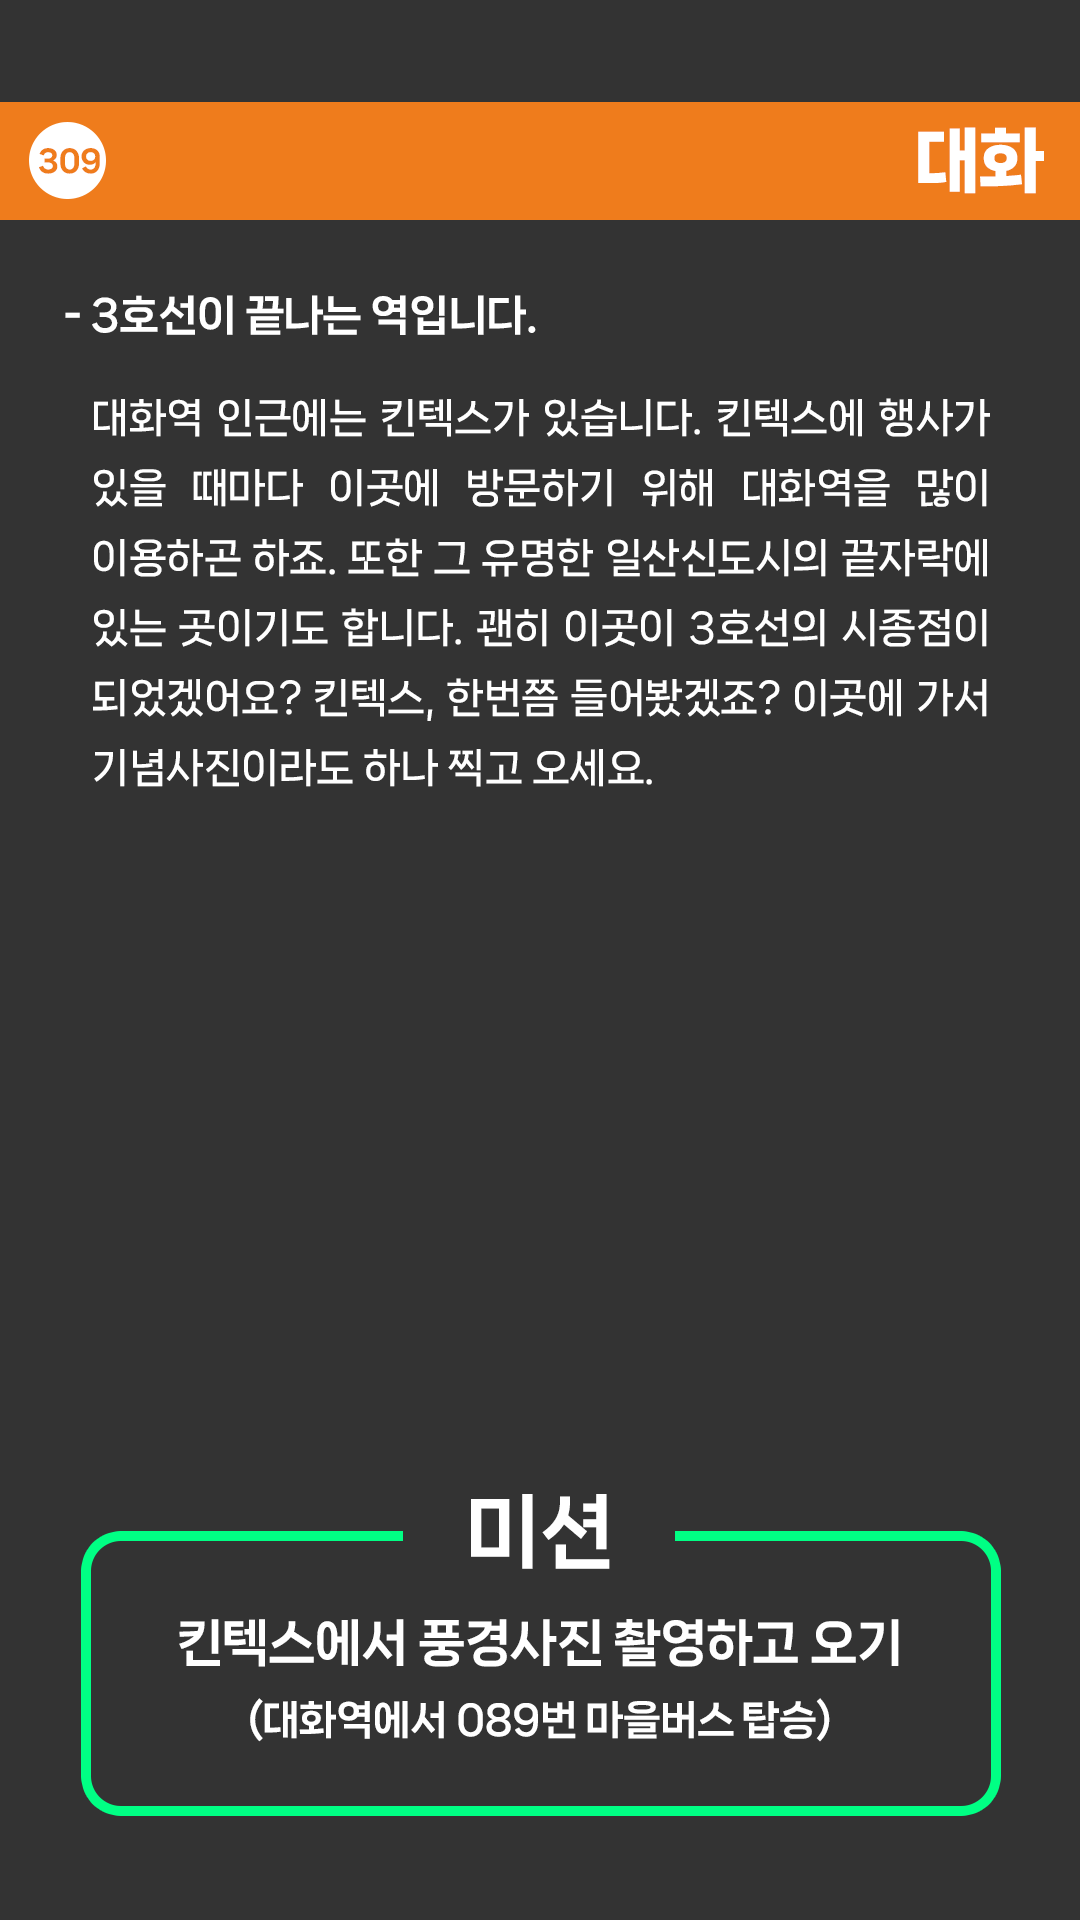 309
대화
- 3호선이 끝나는 역입니다.
대화역 인근에는 킨텍스가 있습니다. 킨텍스에 행사가
있을 때마다 이곳에 방문하기 위해 대화역을 많이
이용하곤 하죠. 또한 그 유명한 일산신도시의 끝자락에
있는 곳이기도 합니다. 괜히 이곳이 3호선의 시종점이
되었겠어요? 킨텍스, 한번쯤 들어봤겠죠? 이곳에 가서
기념사진이라도 하나 찍고 오세요.
미션
킨텍스에서 풍경사진 촬영하고 오기
(대화역에서 089번 마을버스 탑승)